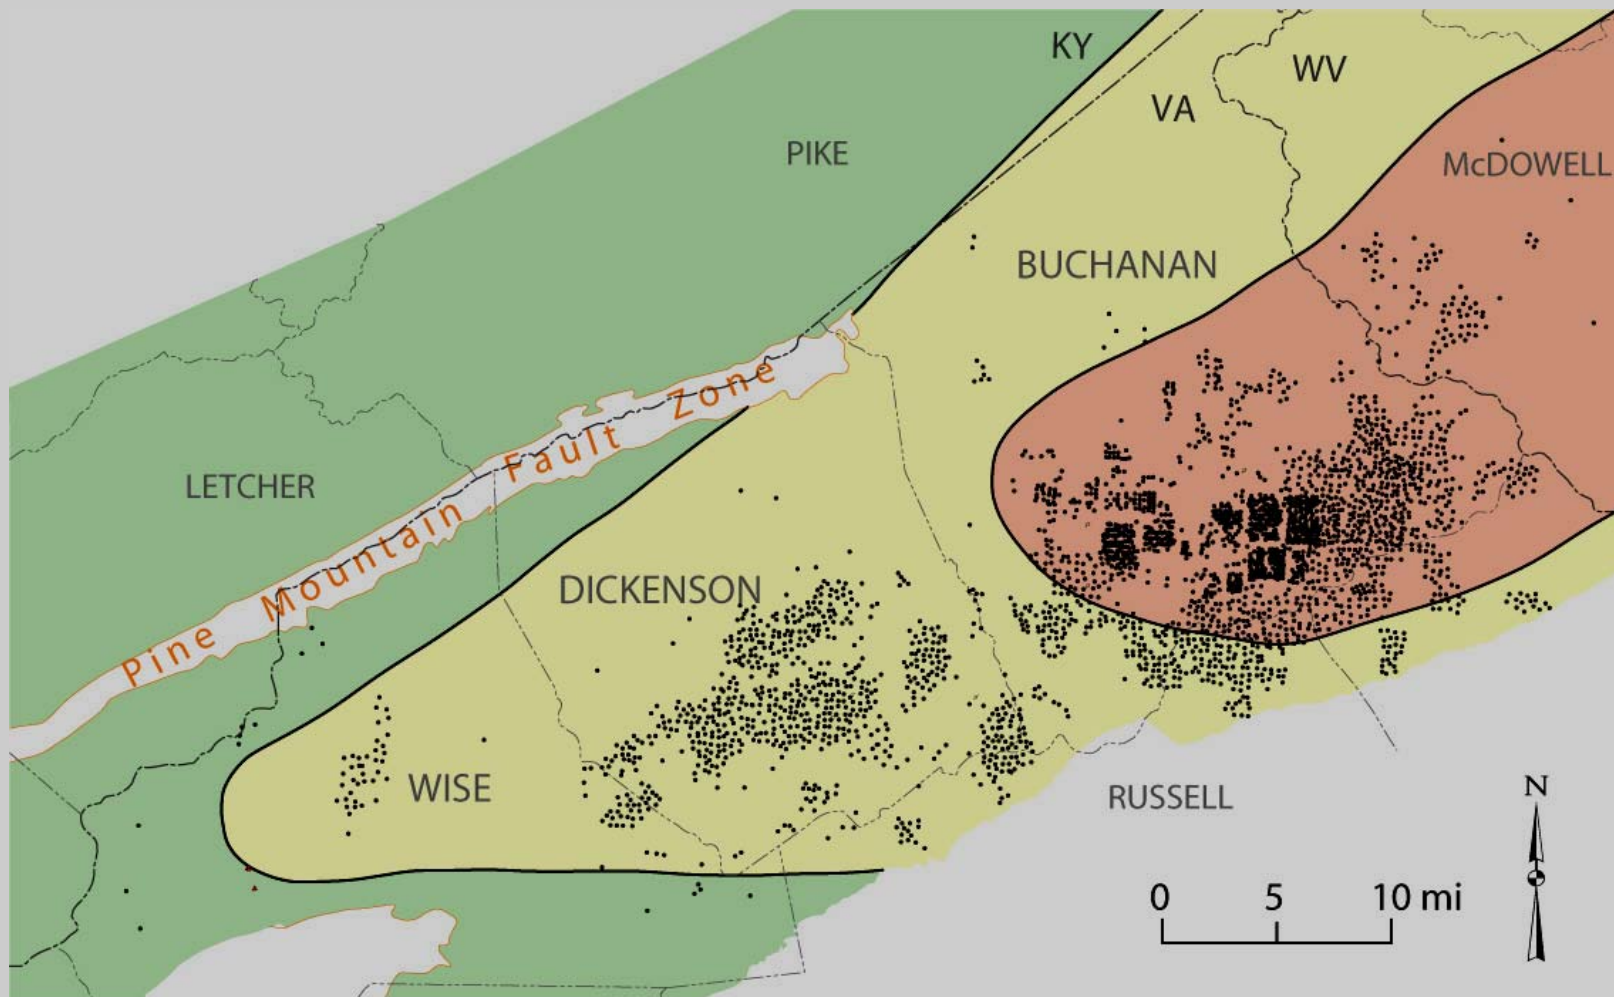 KY
WV
VA
PIKE
McDOWELL
BUCHANAN
Pine Mountain Fault Zone
LETCHER
DICKENSON
WISE
RUSSELL
N
0 5 10 mi